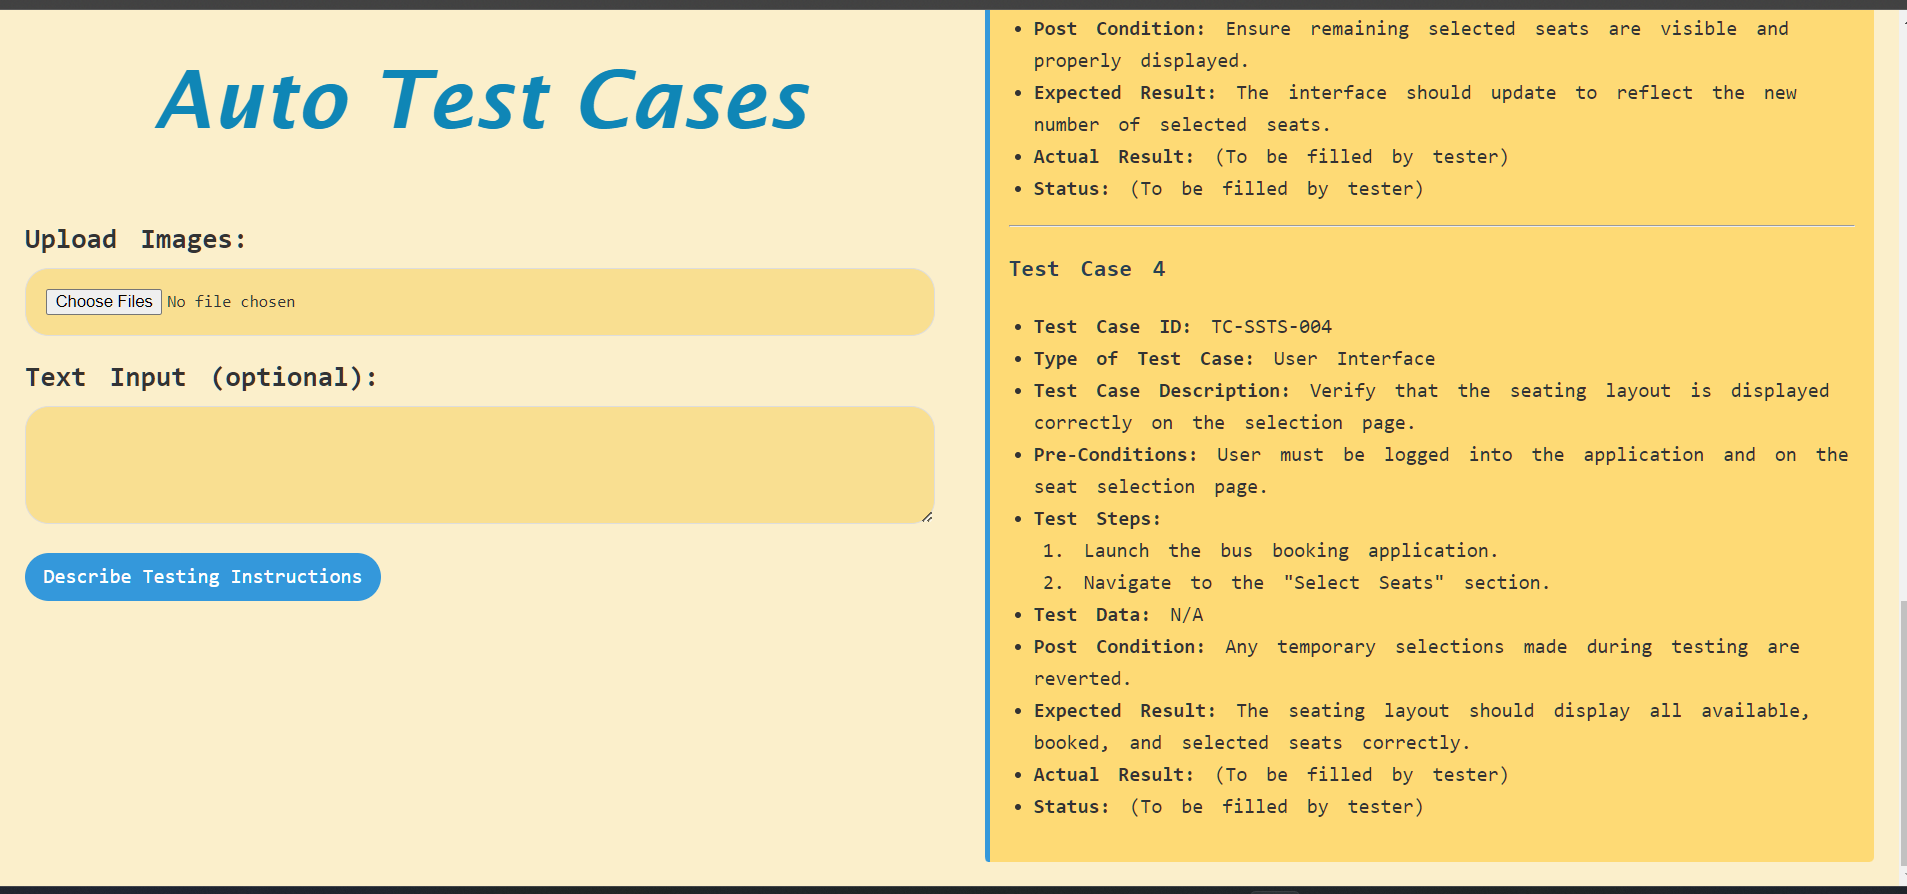 Auto Test Cases
Upload Images:
Choose Files No file chosen
Text Input (optional):
Describe Testing Instructions
• Post Condition: Ensure remaining selected seats are visible and
properly displayed.
• Expected Result: The interface should update to reflect the new
number of selected seats.
• Actual Result: (To be filled by tester)
• Status: (To be filled by tester)
Test Case 4
• Test Case ID: TC-SSTS-004
• Type of Test Case: User Interface
• Test Case Description: Verify that the seating layout is displayed
correctly on the selection page.
• Pre-Conditions: User must be logged into the application and on the
seat selection page.
• Test Steps:
1. Launch the bus booking application.
2. Navigate to the "Select Seats" section.
• Test Data: N/A
• Post Condition: Any temporary selections made during testing are
reverted.
• Expected Result: The seating layout should display all available,
booked, and selected seats correctly.
• Actual Result: (To be filled by tester)
• Status: (To be filled by tester)